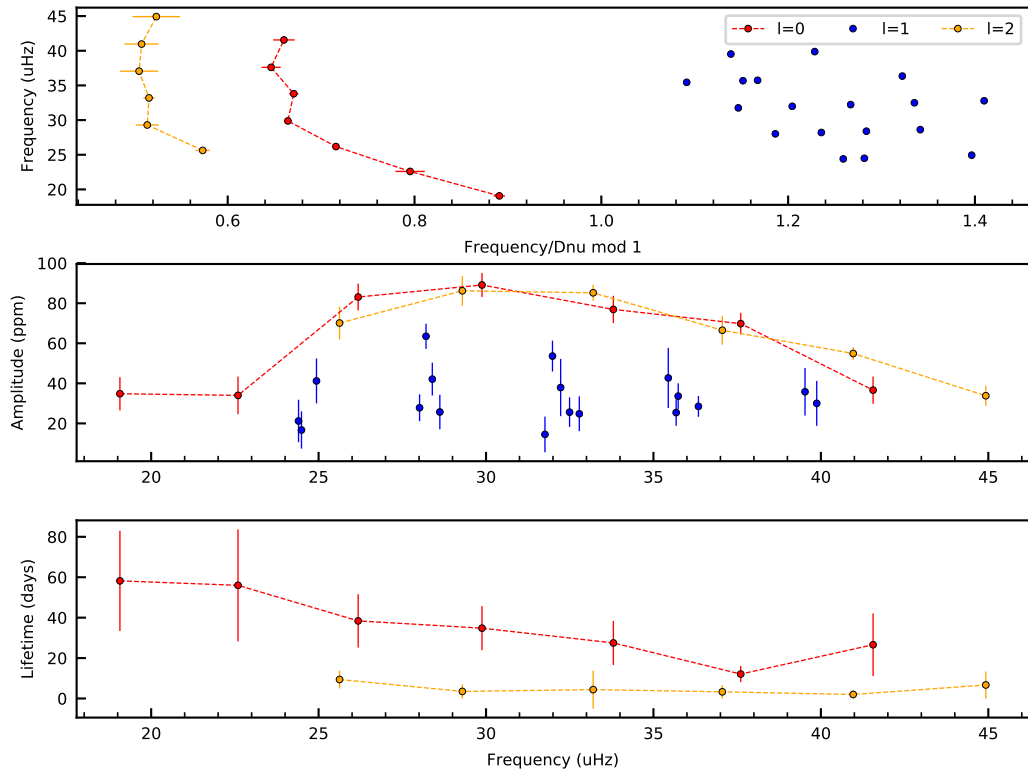 45
40
35
30
25
20
Frequency (uHz)
l=0 l=1 l=2
0.6 0.8 1.0 1.2 1.4
Frequency/Dnu mod 1
100
80
60
40
20
Amplitude (ppm)
20 25 30 35 40 45
80
60
40
20
0
Lifetime (days)
20 25 30 35 40 45
Frequency (uHz)